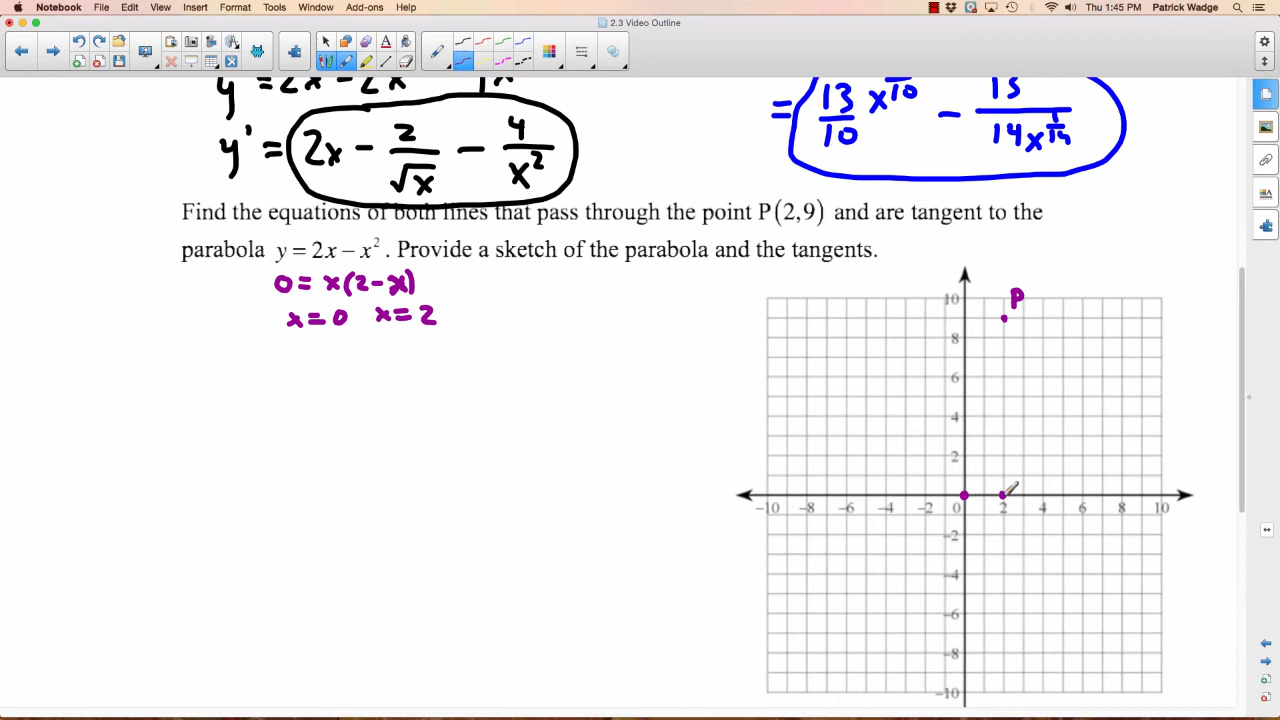 Notebook File Edit View Insert Format Tools Window Add-ons Help Thu 1:45 PM Patrick Wadge
2.3 Video Outline
y' = 2x -
y' = 2x - 2/√x - 4/x²
= 13/10 x - 13/14x^(1/14)
Find the equations of both lines that pass through the point P(2,9) and are tangent to the
parabola y = 2x − x². Provide a sketch of the parabola and the tangents.
0 = x(2-x)
x=0 x=2
P
10
8
6
4
2
-10 -8 -6 -4 -2 0 2 4 6 8 10
-2
-4
-6
-8
-10